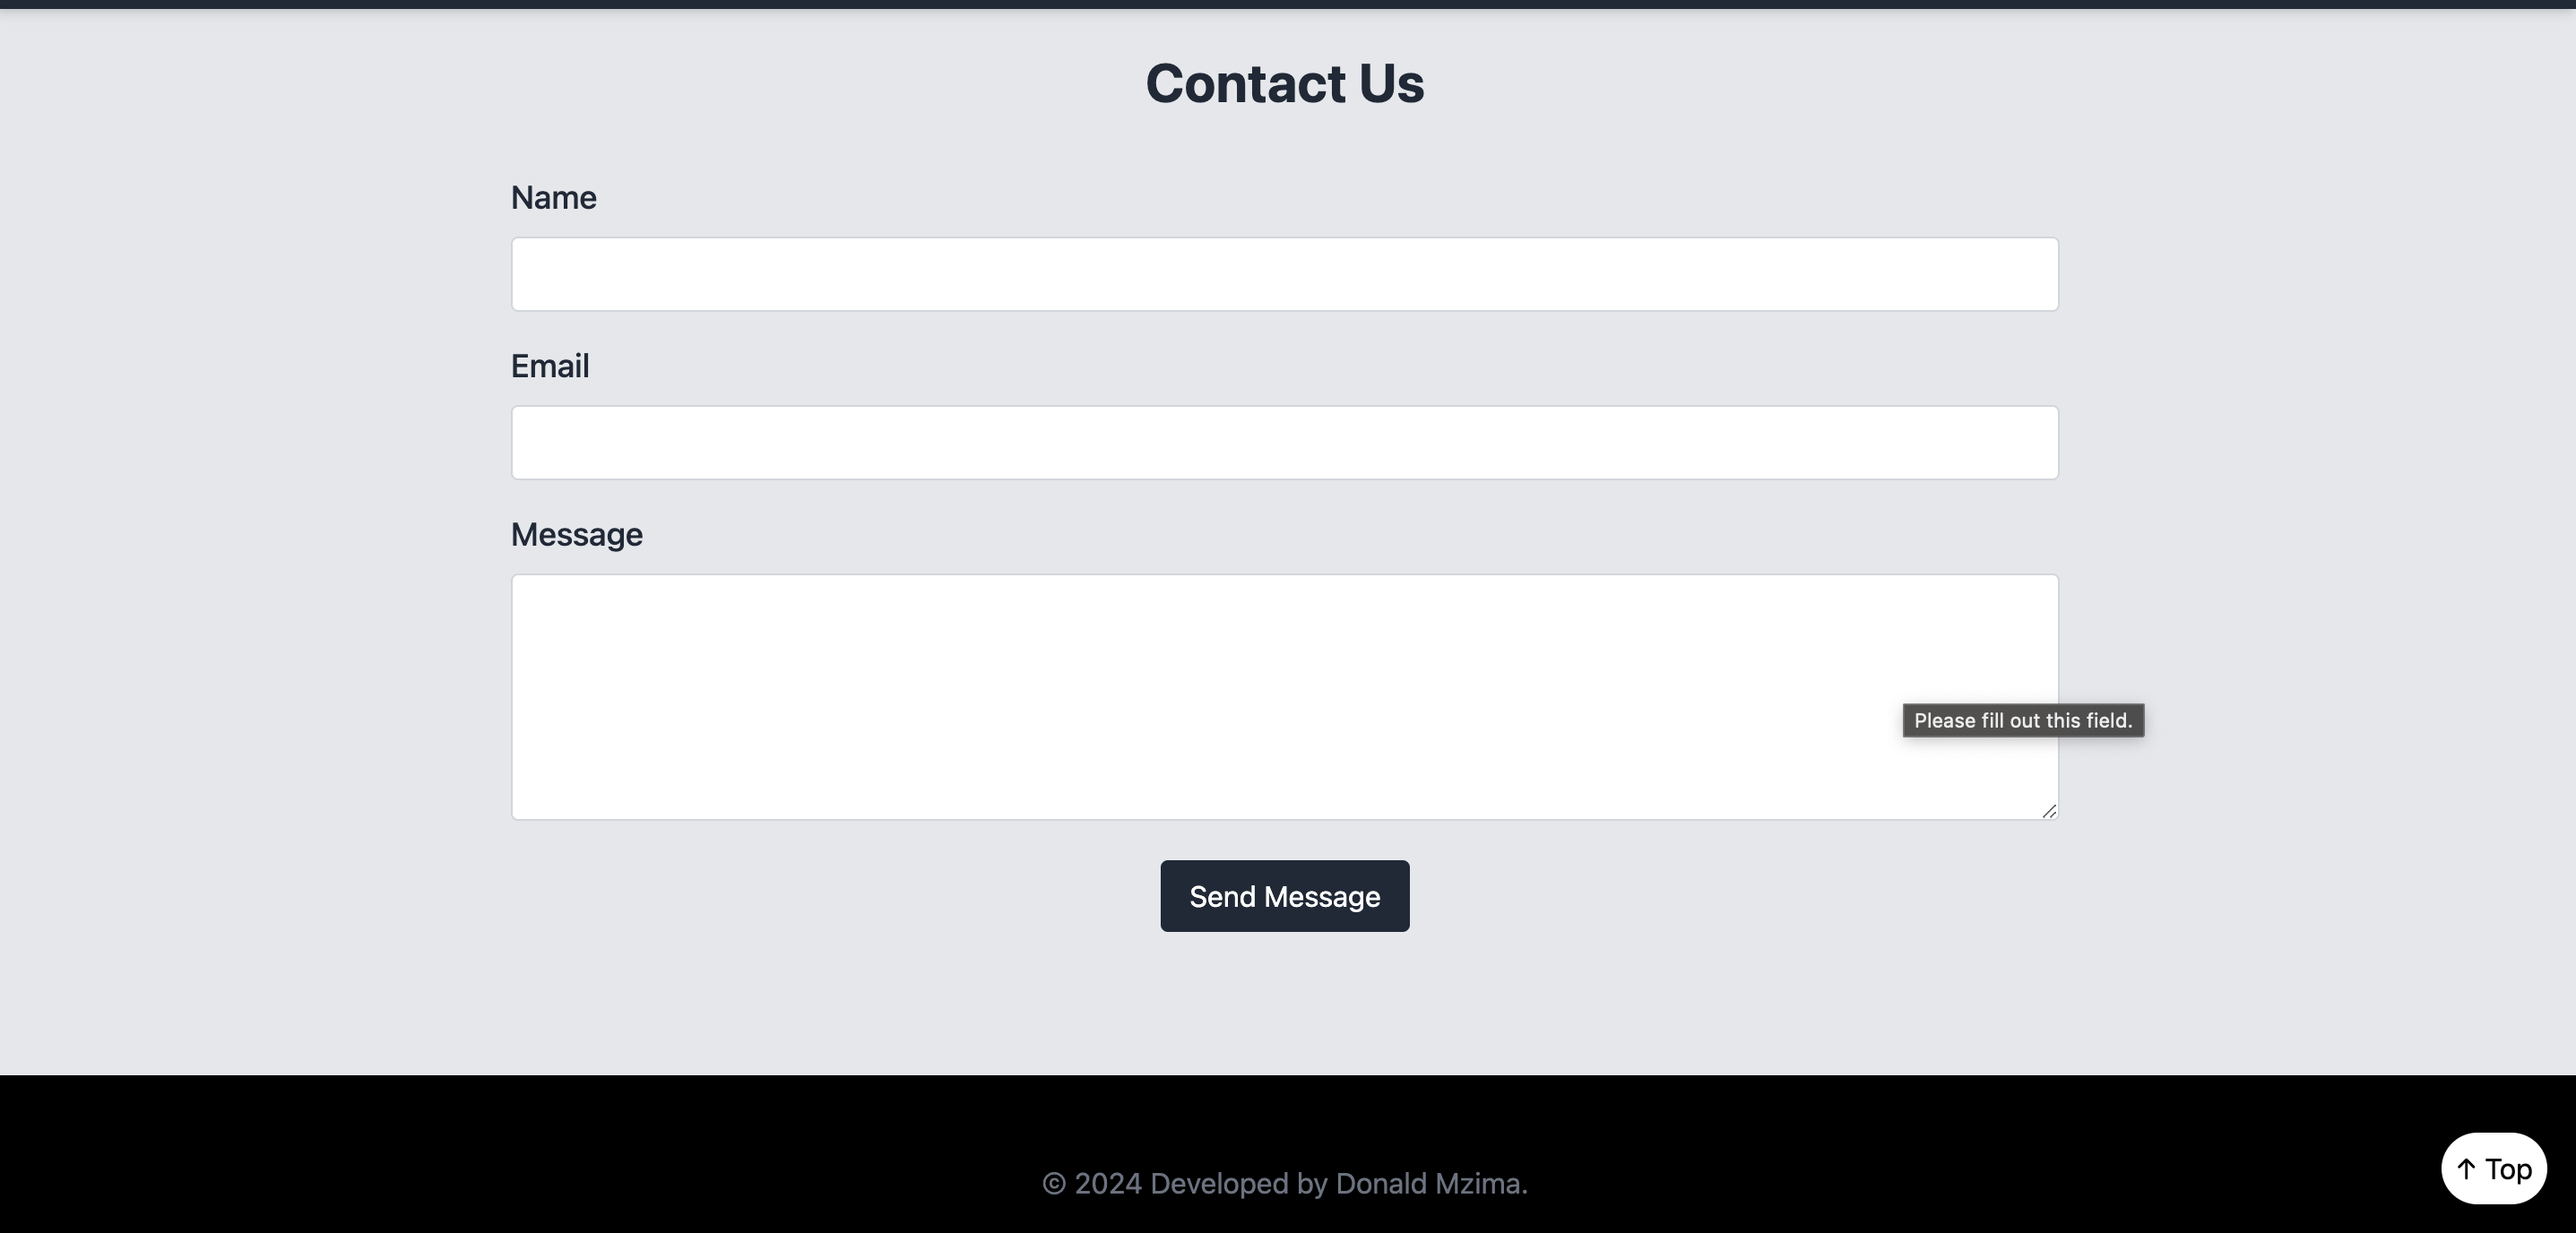 Contact Us
Name
Email
Message
Please fill out this field.
Send Message
© 2024 Developed by Donald Mzima.
↑ Top